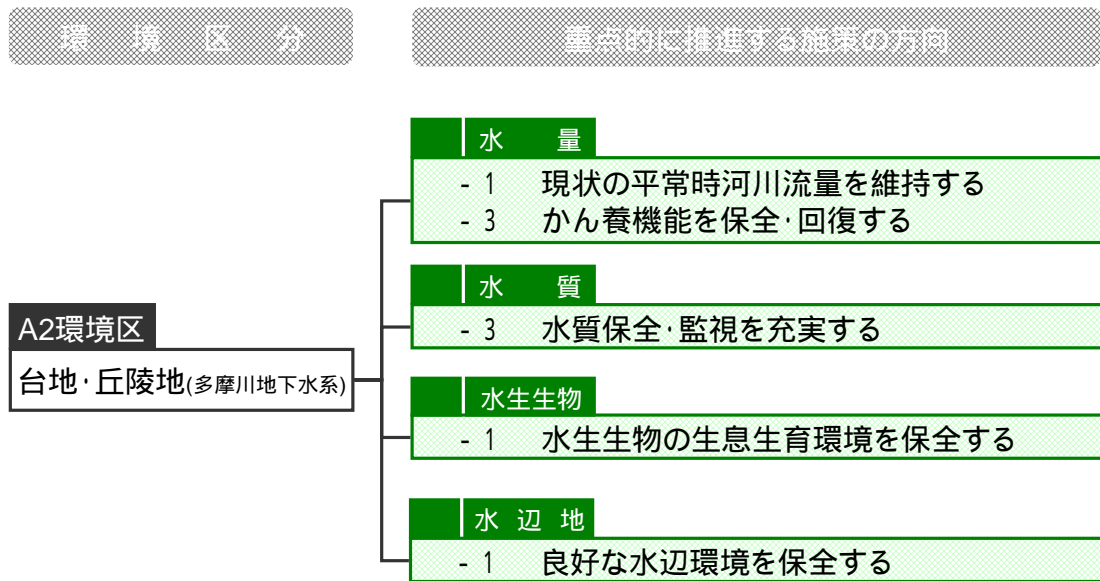 環 境 区 分
重点的に推進する施策の方向
水 量
- 1 現状の平常時河川流量を維持する
- 3 かん養機能を保全・回復する
水 質
- 3 水質保全・監視を充実する
A2環境区
台地・丘陵地(多摩川地下水系)
水生生物
- 1 水生生物の生息生育環境を保全する
水 辺 地
- 1 良好な水辺環境を保全する